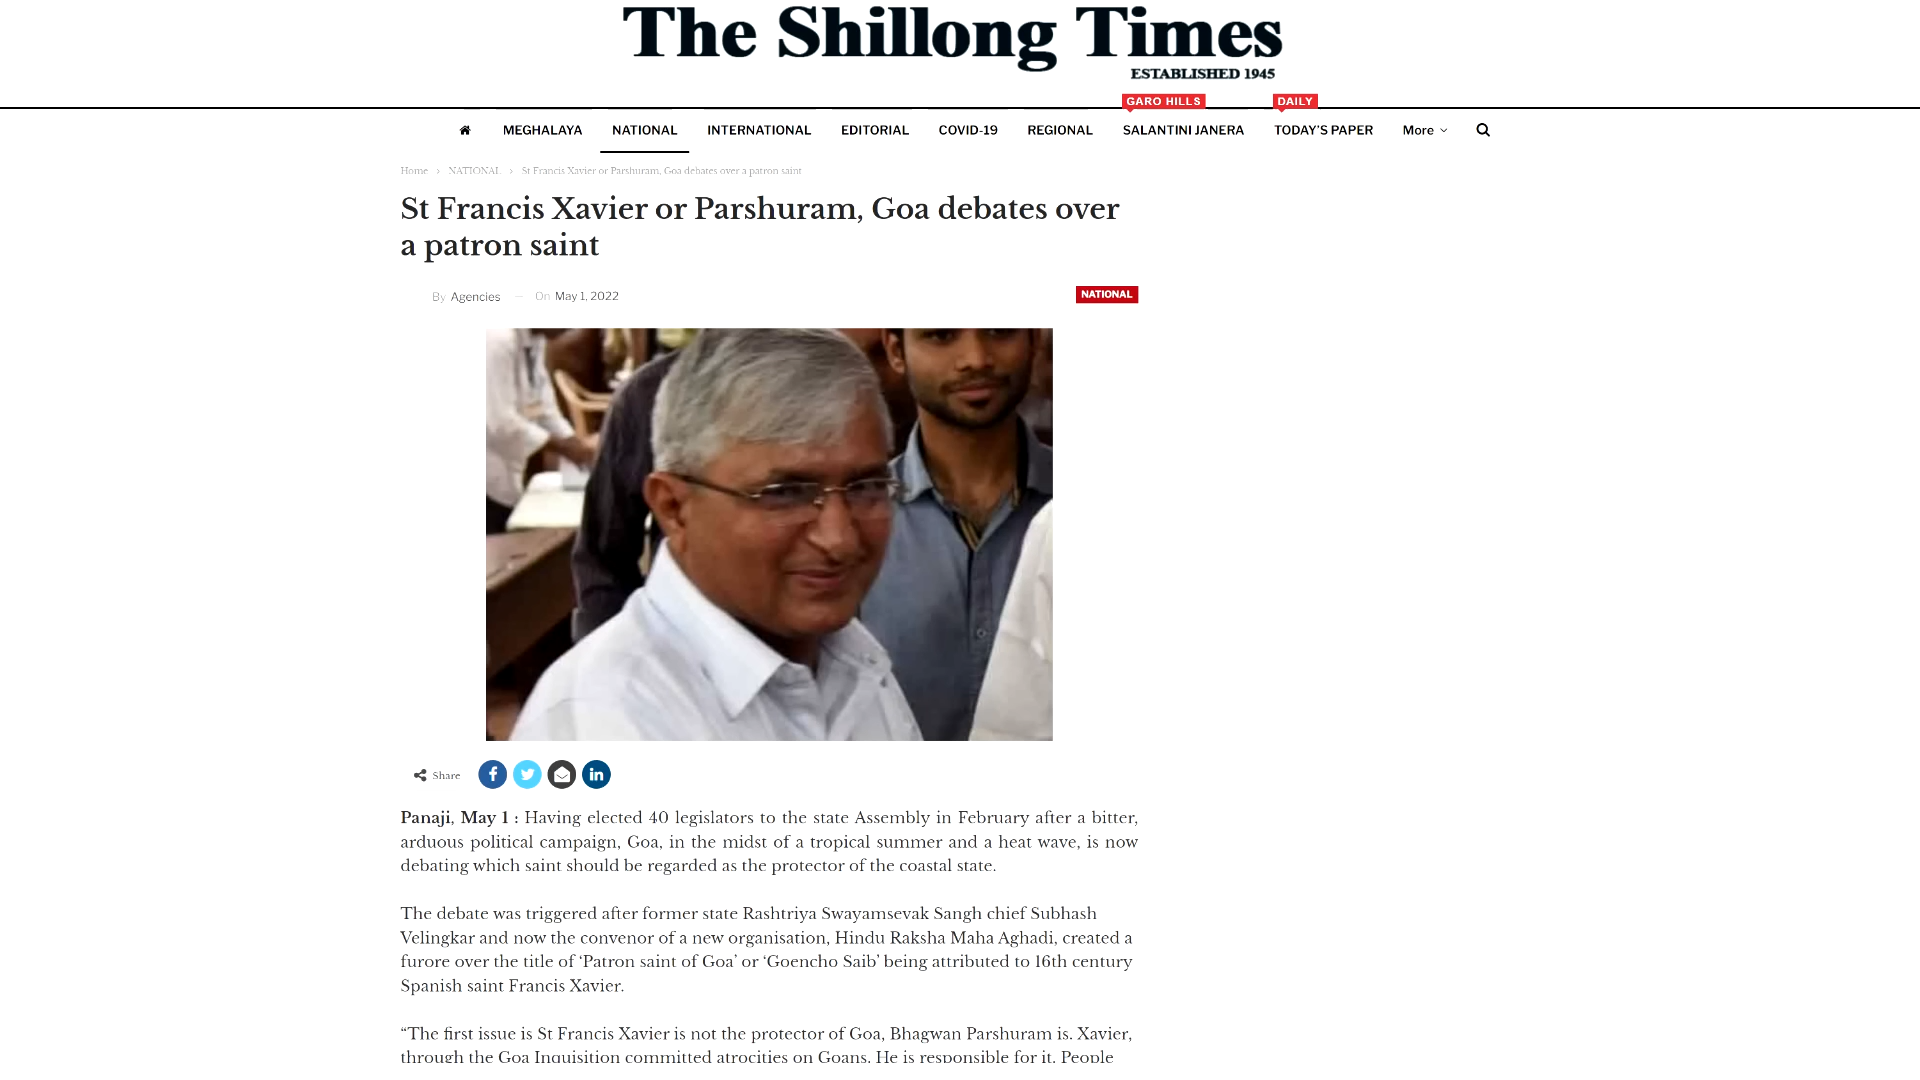 The Shillong Times
ESTABLISHED 1945
GARO HILLS DAILY
MEGHALAYA NATIONAL INTERNATIONAL EDITORIAL COVID-19 REGIONAL SALANTINI JANERA TODAY’S PAPER More
Home > NATIONAL > St Francis Xavier or Parshuram, Goa debates over a patron saint
St Francis Xavier or Parshuram, Goa debates over
a patron saint
By Agencies — On May 1, 2022 NATIONAL
Share
Panaji, May 1 : Having elected 40 legislators to the state Assembly in February after a bitter,
arduous political campaign, Goa, in the midst of a tropical summer and a heat wave, is now
debating which saint should be regarded as the protector of the coastal state.
The debate was triggered after former state Rashtriya Swayamsevak Sangh chief Subhash
Velingkar and now the convenor of a new organisation, Hindu Raksha Maha Aghadi, created a
furore over the title of ‘Patron saint of Goa’ or ‘Goencho Saib’ being attributed to 16th century
Spanish saint Francis Xavier.
“The first issue is St Francis Xavier is not the protector of Goa, Bhagwan Parshuram is. Xavier,
through the Goa Inquisition committed atrocities on Goans. He is responsible for it. People